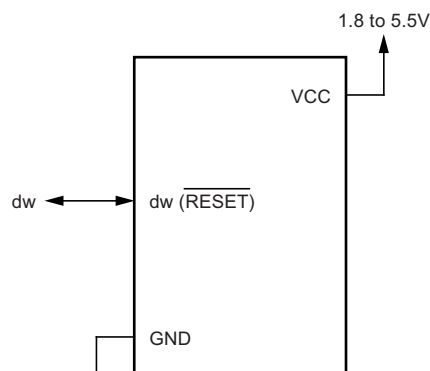 1.8 to 5.5V
VCC
dw
dw (RESET)
GND